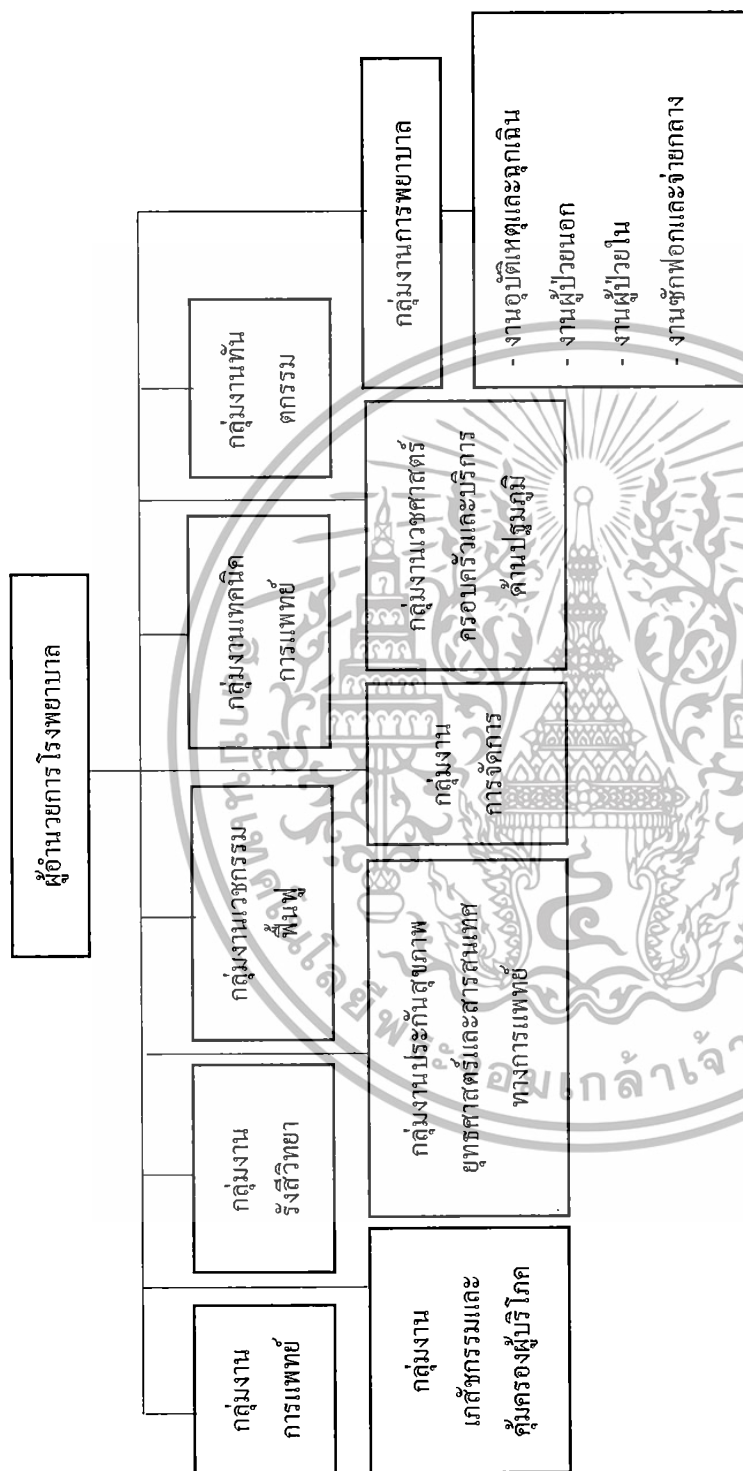 ผู้อำนวยการโรงพยาบาล
กลุ่มงาน
การแพทย์
กลุ่มงาน
รังสีวิทยา
กลุ่มงานเวชกรรม
ฟื้นฟู
กลุ่มงานเทคนิค
การแพทย์
กลุ่มงานทัน
ตกรรม
กลุ่มงาน
เภสัชกรรมและ
คุ้มครองผู้บริโภค
กลุ่มงานประกันสุขภาพ
ยุทธศาสตร์และสารสนเทศ
ทางการแพทย์
กลุ่มงาน
การจัดการ
กลุ่มงานเวชศาสตร์
ครอบครัวและบริการ
ด้านปฐมภูมิ
กลุ่มงานการพยาบาล
- งานอุบัติเหตุและฉุกเฉิน
- งานผู้ป่วยนอก
- งานผู้ป่วยใน
- งานซักฟอกและจ่ายกลาง